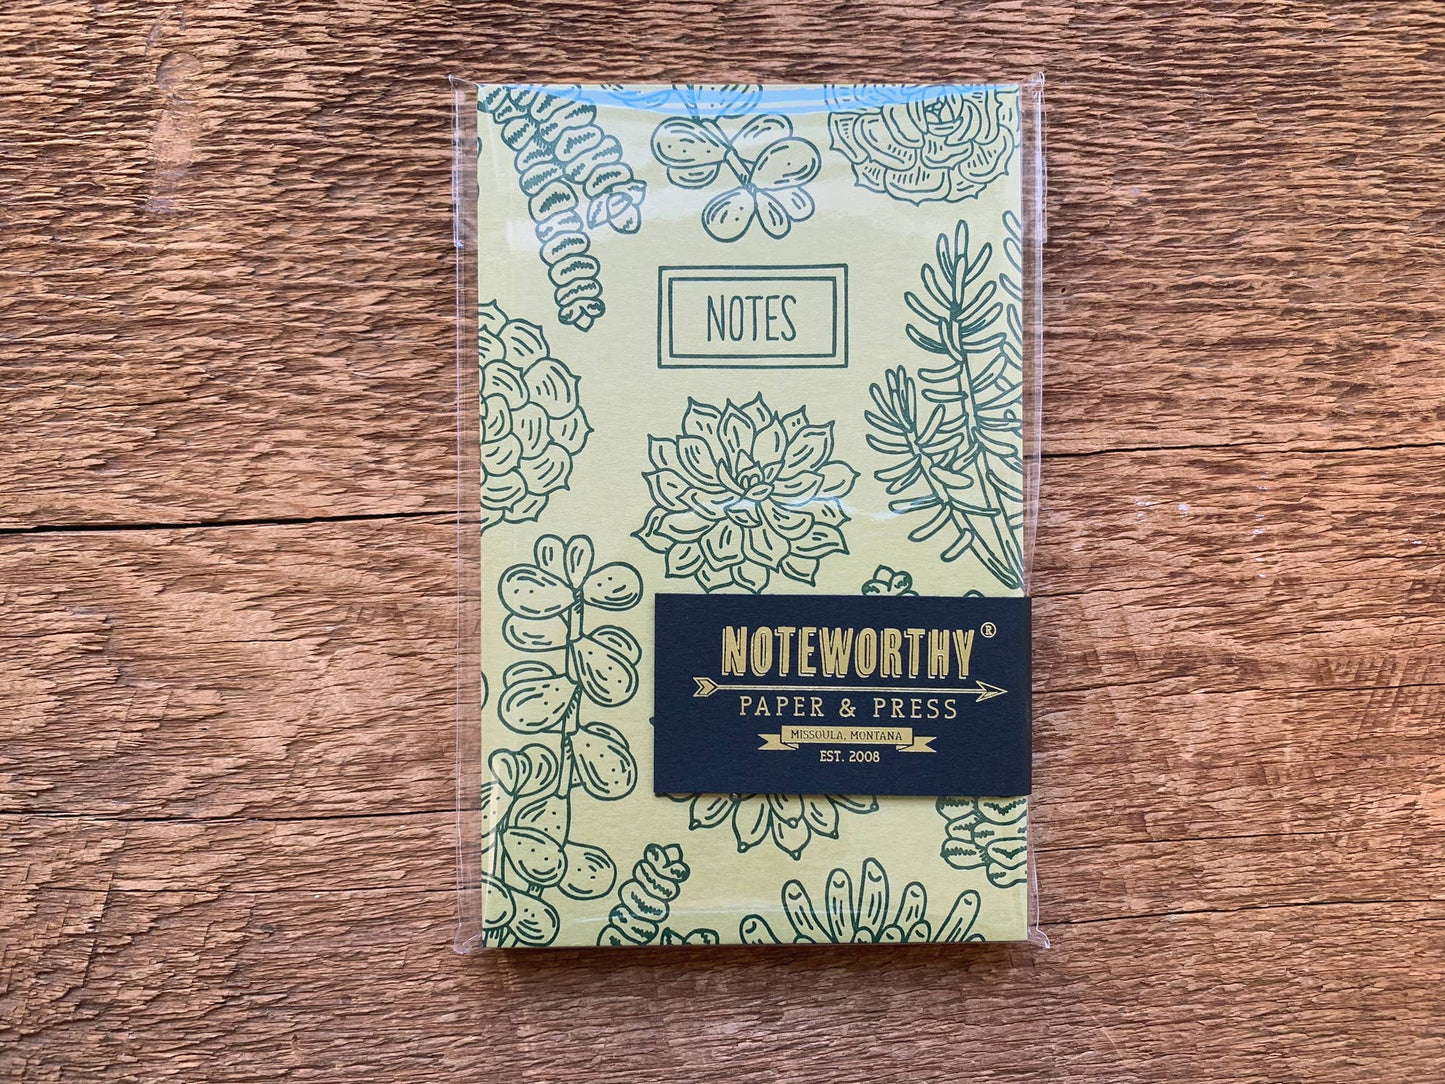 NOTES
NOTEWORTHY®
PAPER & PRESS
MISSOULA, MONTANA
EST. 2008